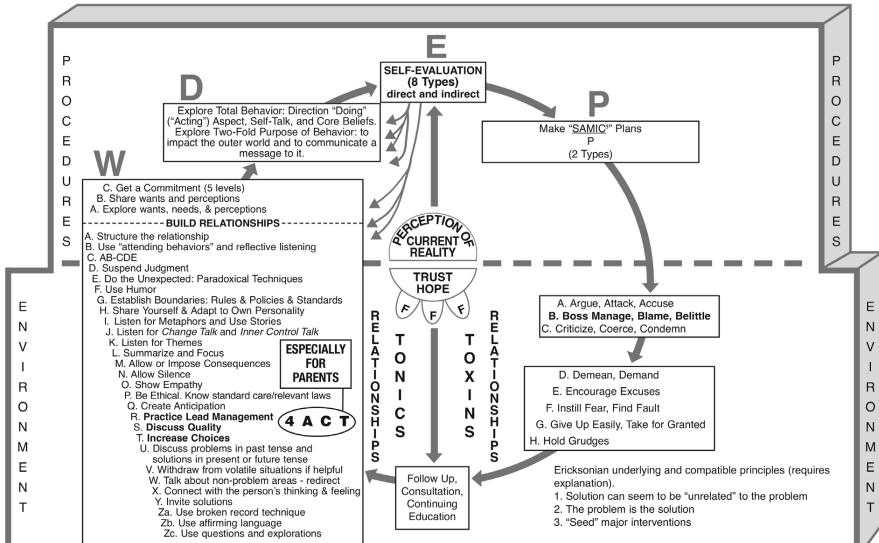 PROCEDURES
E
SELF-EVALUATION
(8 Types)
direct and indirect
D
Explore Total Behavior: Direction “Doing”
(“Acting”) Aspect, Self-Talk, and Core Beliefs.
Explore Two-Fold Purpose of Behavior: to
impact the outer world and to communicate a
message to it.
P
Make “SAMIC³” Plans
P
(2 Types)
PROCEDURES
W
C. Get a Commitment (5 levels)
B. Share wants and perceptions
A. Explore wants, needs, & perceptions
BUILD RELATIONSHIPS
A. Structure the relationship
B. Use “attending behaviors” and reflective listening
C. AB-CDE
D. Suspend Judgment
E. Do the Unexpected: Paradoxical Techniques
F. Use Humor
G. Establish Boundaries: Rules & Policies & Standards
H. Share Yourself & Adapt to Own Personality
I. Listen for Metaphors and Use Stories
J. Listen for Change Talk and Inner Control Talk
K. Listen for Themes
L. Summarize and Focus
M. Allow or Impose Consequences
N. Allow Silence
O. Show Empathy
P. Be Ethical. Know standard care/relevant laws
Q. Create Anticipation
R. Practice Lead Management
S. Discuss Quality
T. Increase Choices
U. Discuss problems in past tense and
solutions in present or future tense
V. Withdraw from volatile situations if helpful
W. Talk about non-problem areas - redirect
X. Connect with the person’s thinking & feeling
Y. Invite solutions
Za. Use broken record technique
Zb. Use affirming language
Zc. Use questions and explorations
ESPECIALLY
FOR
PARENTS
4 A C T
PERCEPTION OF
CURRENT
REALITY
TRUST
HOPE
F F F
RELATIONSHIPS
TONICS
TOXINS
RELATIONSHIPS
Follow Up,
Consultation,
Continuing
Education
A. Argue, Attack, Accuse
B. Boss Manage, Blame, Belittle
C. Criticize, Coerce, Condemn
D. Demean, Demand
E. Encourage Excuses
F. Instill Fear, Find Fault
G. Give Up Easily, Take for Granted
H. Hold Grudges
Ericksonian underlying and compatible principles (requires
explanation).
1. Solution can seem to be “unrelated” to the problem
2. The problem is the solution
3. “Seed” major interventions
ENVIRONMENT
ENVIRONMENT